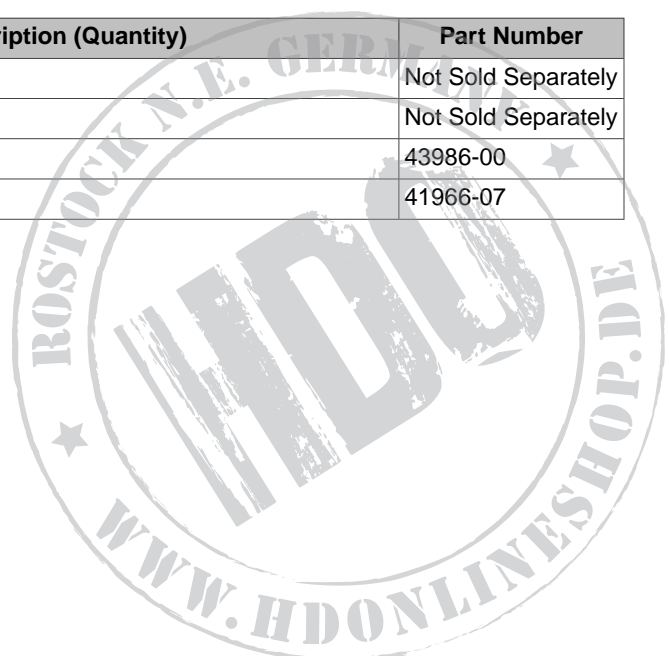 ription (Quantity) Part Number
Not Sold Separately
Not Sold Separately
43986-00
41966-07
ROSTOCK N.E. GERMANY
HDO
WWW.HDONLINESHOP.DE